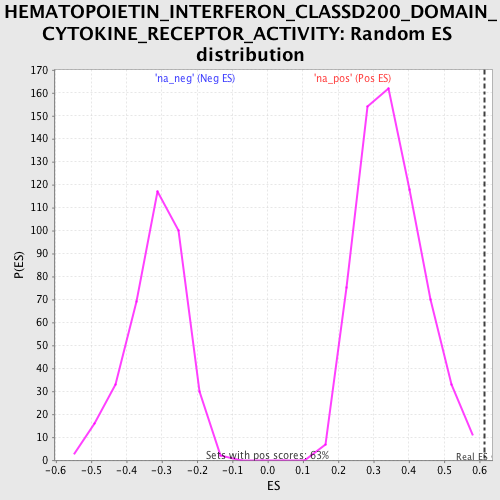 HEMATOPOIETIN_INTERFERON_CLASSD200_DOMAIN_
CYTOKINE_RECEPTOR_ACTIVITY: Random ES
distribution
'na_neg' (Neg ES) 'na_pos' (Pos ES)
170
160
150
140
130
120
110
100
90
80
70
60
50
40
30
20
10
0
P(ES)
Sets with pos scores: 63%
Real ES
-0.6 -0.5 -0.4 -0.3 -0.2 -0.1 0.0 0.1 0.2 0.3 0.4 0.5 0.6
ES